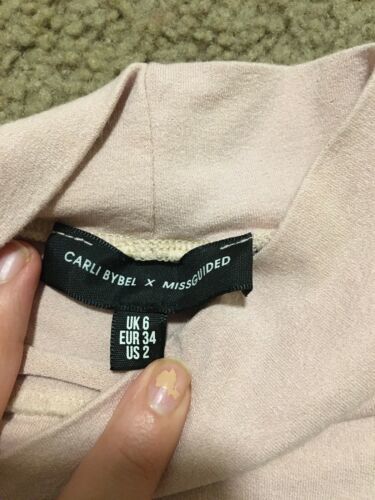 CARLI BYBEL X MISSGUIDED
UK 6
EUR 34
US 2